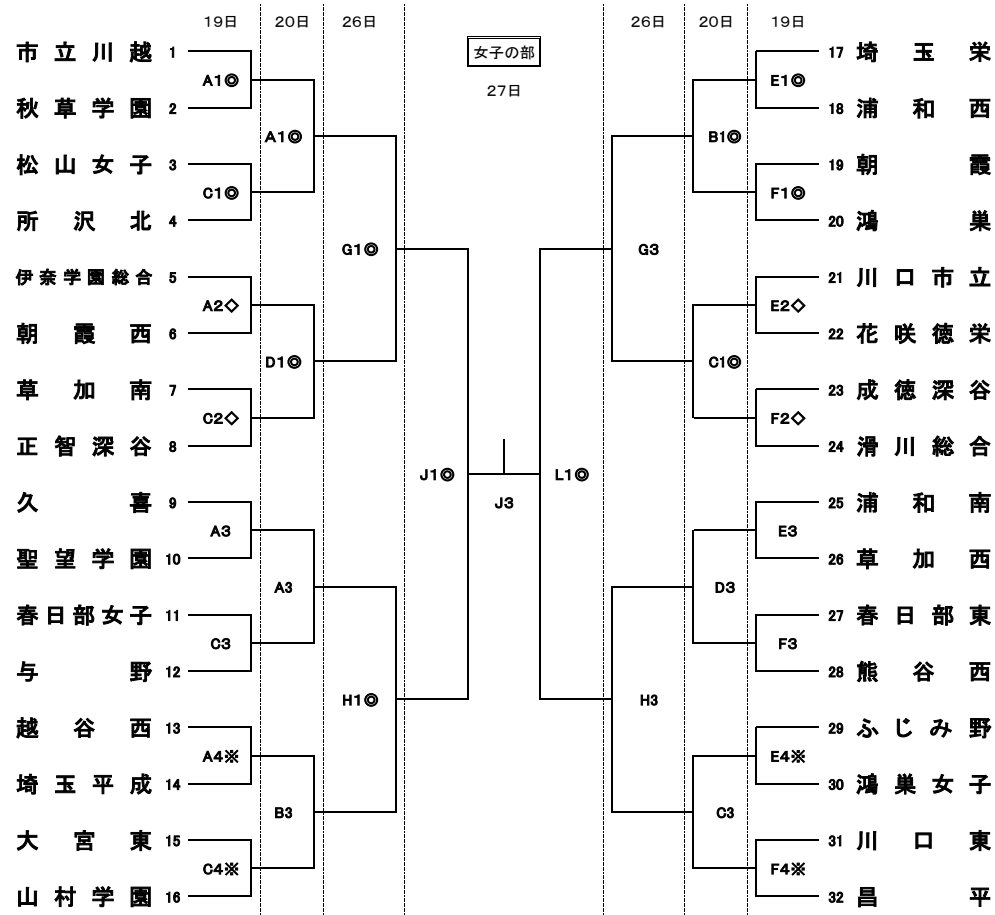 19日 20日 26日 26日 20日 19日
女子の部
27日
市立川越 1 17 埼玉栄
A1◎ E1◎
秋草学園 2 18 浦和西
A1◎ B1◎
松山女子 3 19 朝霞
C1◎ F1◎
所沢北 4 20 鴻巣
G1◎ G3
伊奈学園総合 5 21 川口市立
A2◇ E2◇
朝霞西 6 22 花咲徳栄
D1◎ C1◎
草加南 7 23 成徳深谷
C2◇ F2◇
正智深谷 8 24 滑川総合
J1◎ L1◎
J3
久喜 9 25 浦和南
A3 E3
聖望学園 10 26 草加西
A3 D3
春日部女子 11 27 春日部東
C3 F3
与野 12 28 熊谷西
H1◎ H3
越谷西 13 29 ふじみ野
A4※ E4※
埼玉平成 14 30 鴻巣女子
B3 C3
大宮東 15 31 川口東
C4※ F4※
山村学園 16 32 昌平